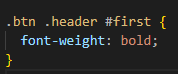 .btn .header #first {
  font-weight: bold;
}